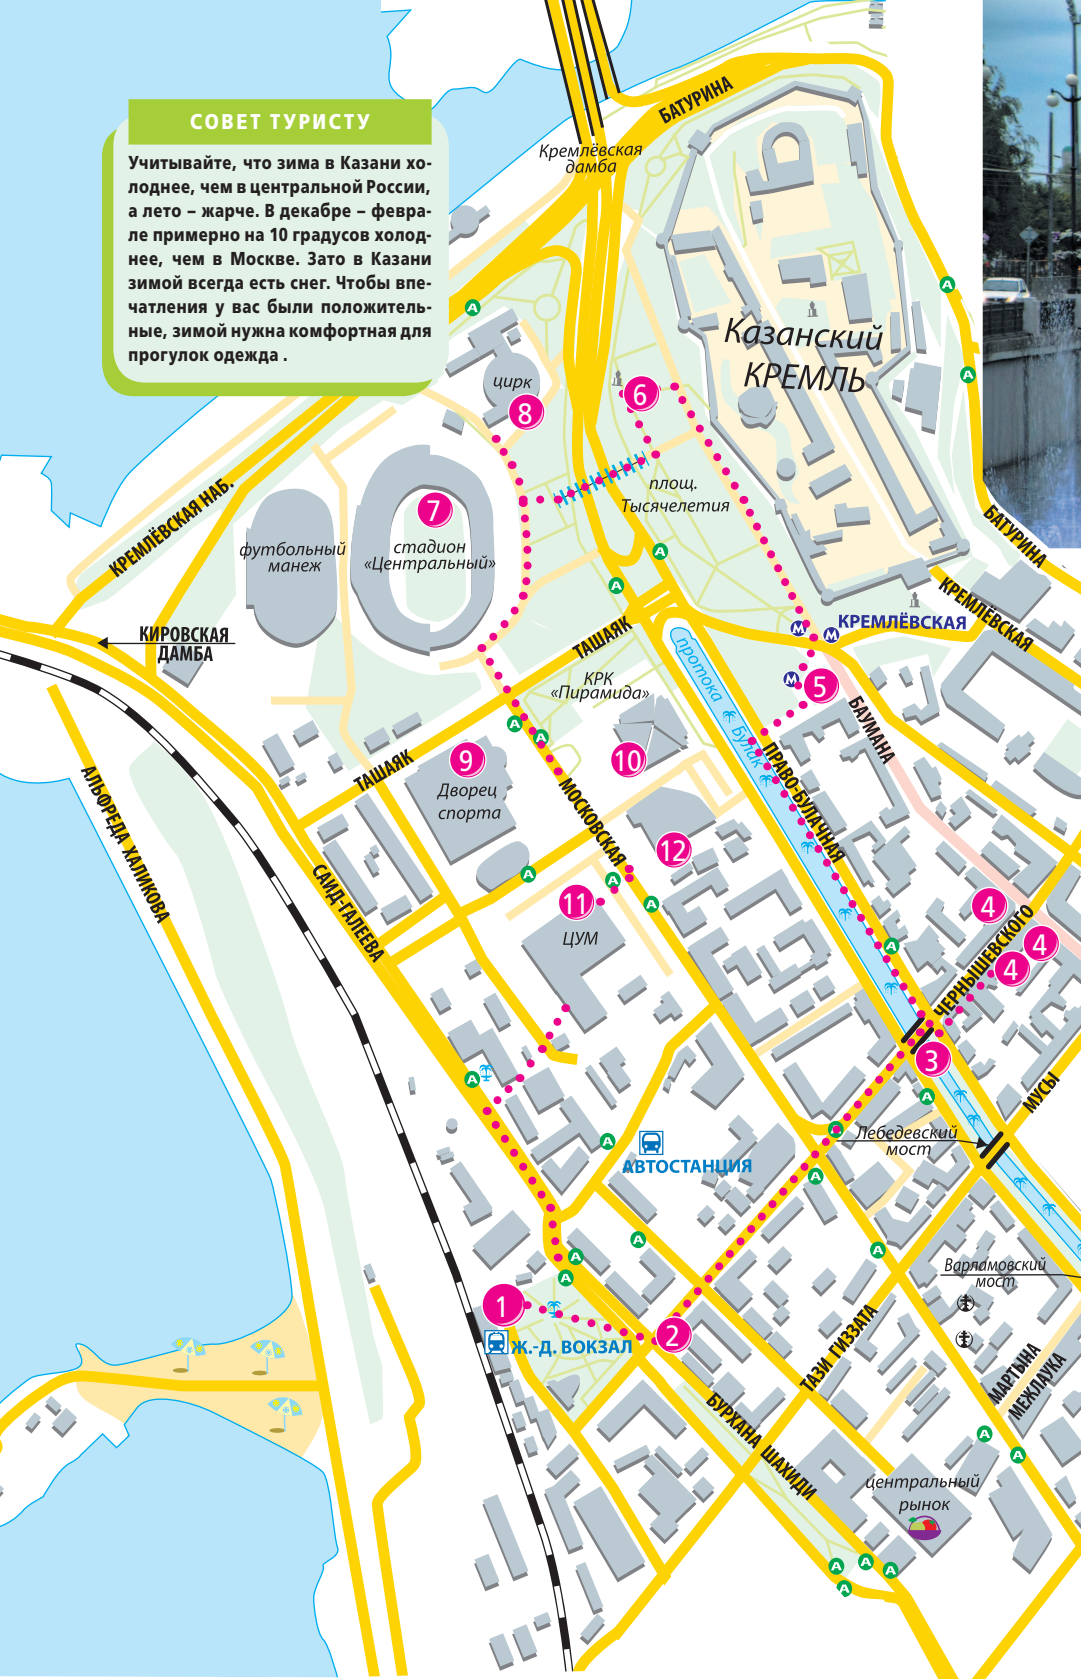 СОВЕТ ТУРИСТУ
Учитывайте, что зима в Казани хо-
лоднее, чем в центральной России,
а лето – жарче. В декабре – февра-
ле примерно на 10 градусов холод-
нее, чем в Москве. Зато в Казани
зимой всегда есть снег. Чтобы впе-
чатления у вас были положитель-
ные, зимой нужна комфортная для
прогулок одежда .
БАТУРИНА
Кремлёвская
дамба
А
А
А
Казанский
КРЕМЛЬ
цирк
8
6
площ.
Тысячелетия
7
стадион
«Центральный»
футбольный
манеж
КРЕМЛЁВСКАЯ НАБ.
БАТУРИНА
А
А
КРЕМЛЁВСКАЯ
М
М
КРЕМЛЁВСКАЯ
КИРОВСКАЯ
ДАМБА
ТАШАЯК
КРК
«Пирамида»
протока Булак
М
5
БАУМАНА
А
А
10
9
Дворец
спорта
ТАШАЯК
МОСКОВСКАЯ
ПРАВО-БУЛАЧНАЯ
АЛЬФРЕДА ХАЛИКОВА
САИД-ГАЛЕЕВА
12
А
А
А
11
ЦУМ
4
4
4
ЧЕРНЫШЕВСКОГО
А
3
А
А
МУСЫ
Лебедевский
мост
А
А
АВТОСТАНЦИЯ
А
А
А
А
А
Варламовский
мост
1
2
Ж.-Д. ВОКЗАЛ
ТАЗИ ГИЗЗАТА
МАРТЫНА
МЕЖЛАУКА
БУРХАНА ШАХИДИ
А
А
центральный
рынок
А
А
А
А